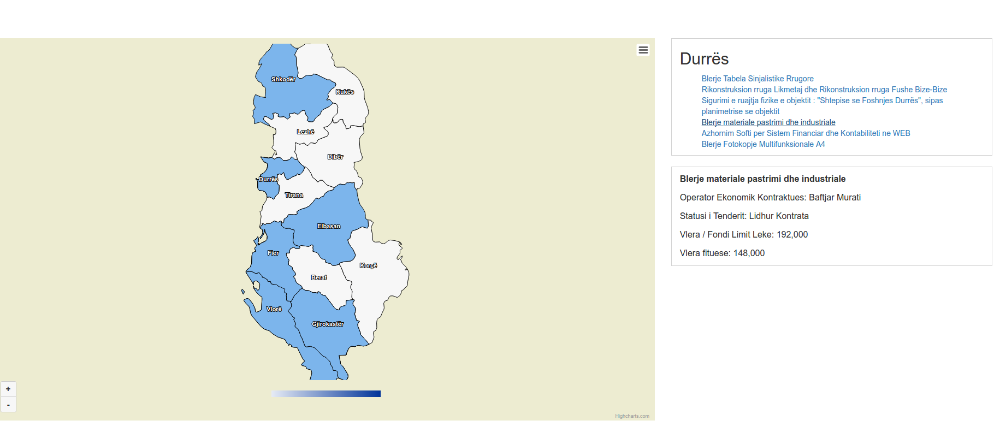 Shkodër
Kukës
Lezhë
Dibër
Durrës
Tirana
Elbasan
Fier
Korçë
Berat
Vlorë
Gjirokastër
+
-
Highcharts.com
Durrës
Blerje Tabela Sinjalistike Rrugore
Rikonstruksion rruga Likmetaj dhe Rikonstruksion rruga Fushe Bize-Bize
Sigurimi e ruajtja fizike e objektit : "Shtepise se Foshnjes Durrës", sipas
planimetrise se objektit
Blerje materiale pastrimi dhe industriale
Azhornim Softi per Sistem Financiar dhe Kontabiliteti ne WEB
Blerje Fotokopje Multifunksionale A4
Blerje materiale pastrimi dhe industriale
Operator Ekonomik Kontraktues: Baftjar Murati
Statusi i Tenderit: Lidhur Kontrata
Vlera / Fondi Limit Leke: 192,000
Vlera fituese: 148,000